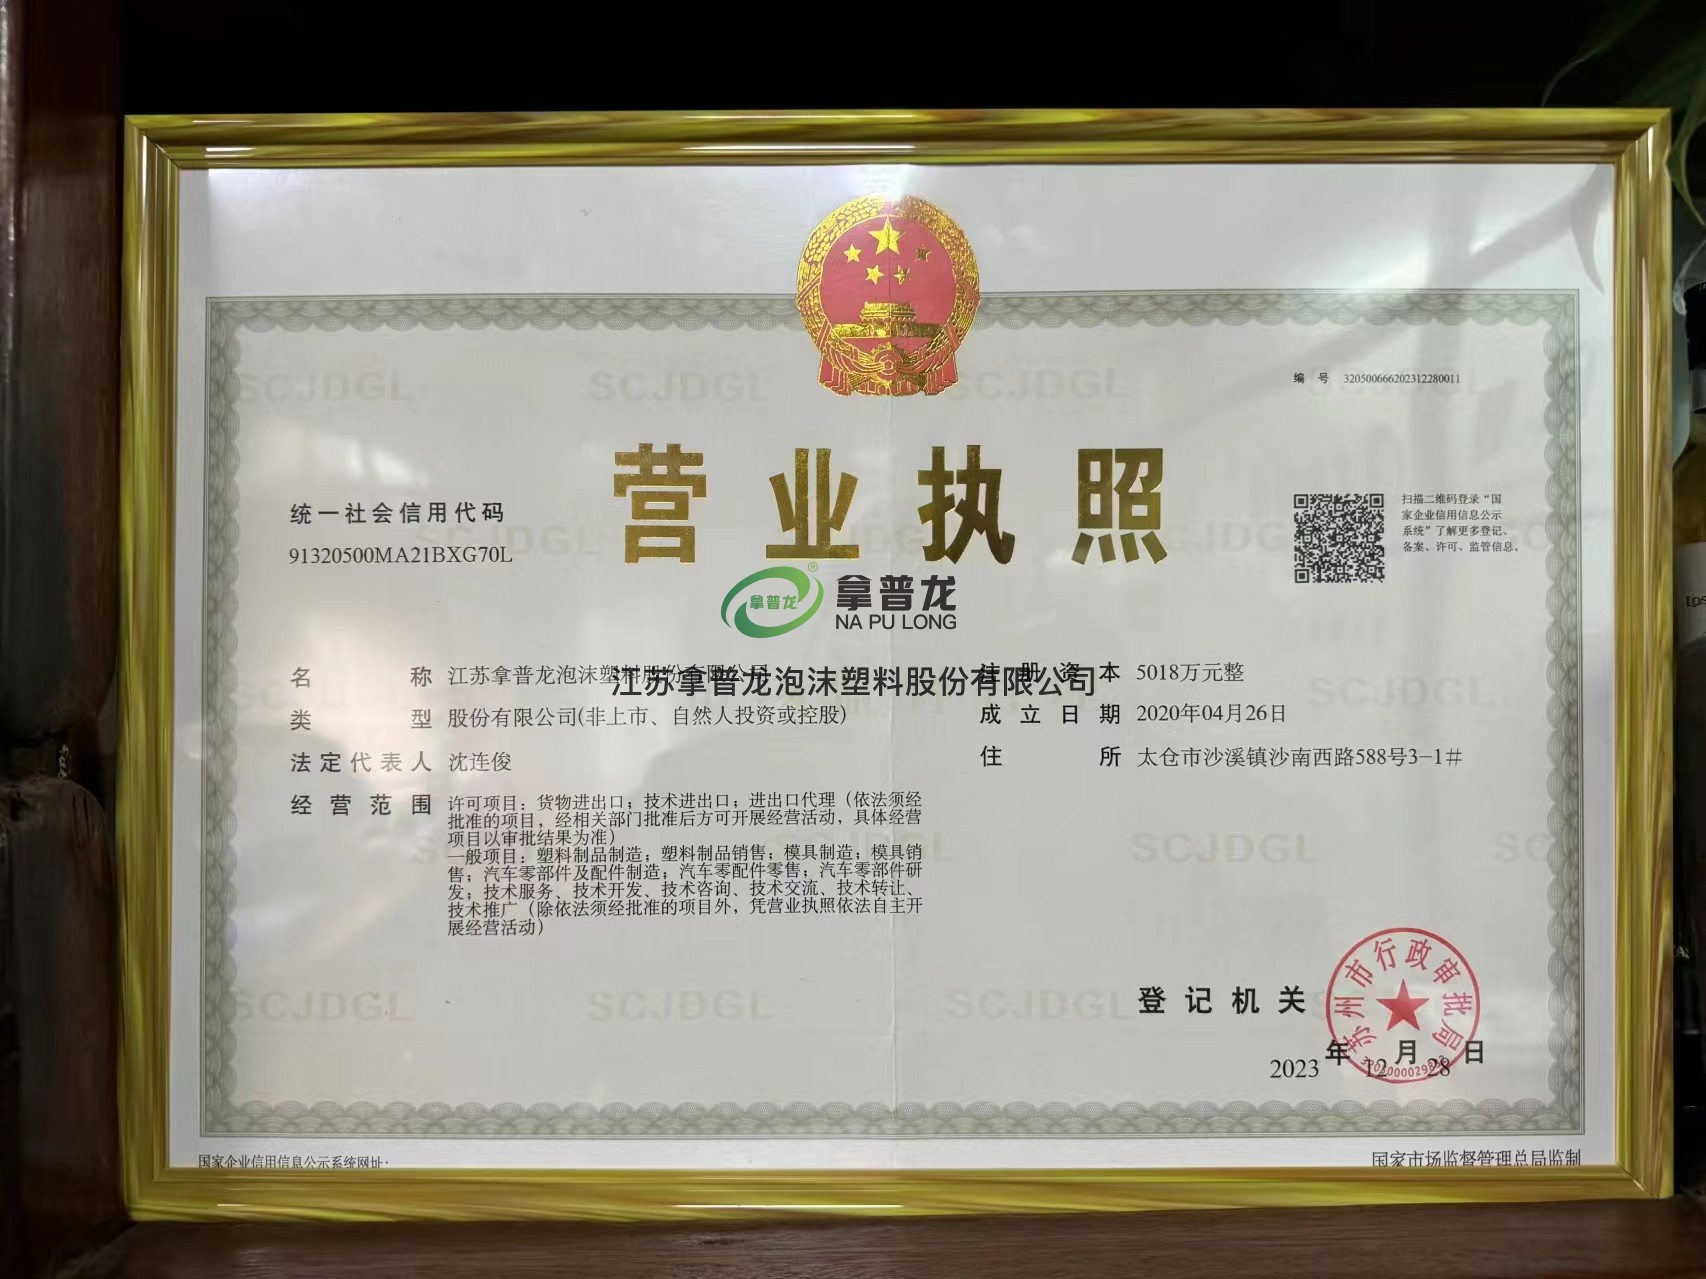 编 号 320500666202312280011
营业执照
统一社会信用代码
91320500MA21BXG70L
扫描二维码登录“国
家企业信用信息公示
系统”了解更多登记、
备案、许可、监管信息。
拿普龙 ® 拿普龙
NA PU LONG
江苏拿普龙泡沫塑料股份有限公司
名 称 江苏拿普龙泡沫塑料股份有限公司
类 型 股份有限公司(非上市、自然人投资或控股)
法定代表人 沈连俊
经营范围 许可项目：货物进出口；技术进出口；进出口代理（依法须经
批准的项目，经相关部门批准后方可开展经营活动，具体经营
项目以审批结果为准）
一般项目：塑料制品制造；塑料制品销售；模具制造；模具销
售；汽车零部件及配件制造；汽车零配件零售；汽车零部件研
发；技术服务、技术开发、技术咨询、技术交流、技术转让、
技术推广（除依法须经批准的项目外，凭营业执照依法自主开
展经营活动）
注册资本 5018万元整
成立日期 2020年04月26日
住 所 太仓市沙溪镇沙南西路588号3-1#
登记机关
苏州市行政审批局
2023年12月28日
国家企业信用信息公示系统网址：
国家市场监督管理总局监制
SCJDGL